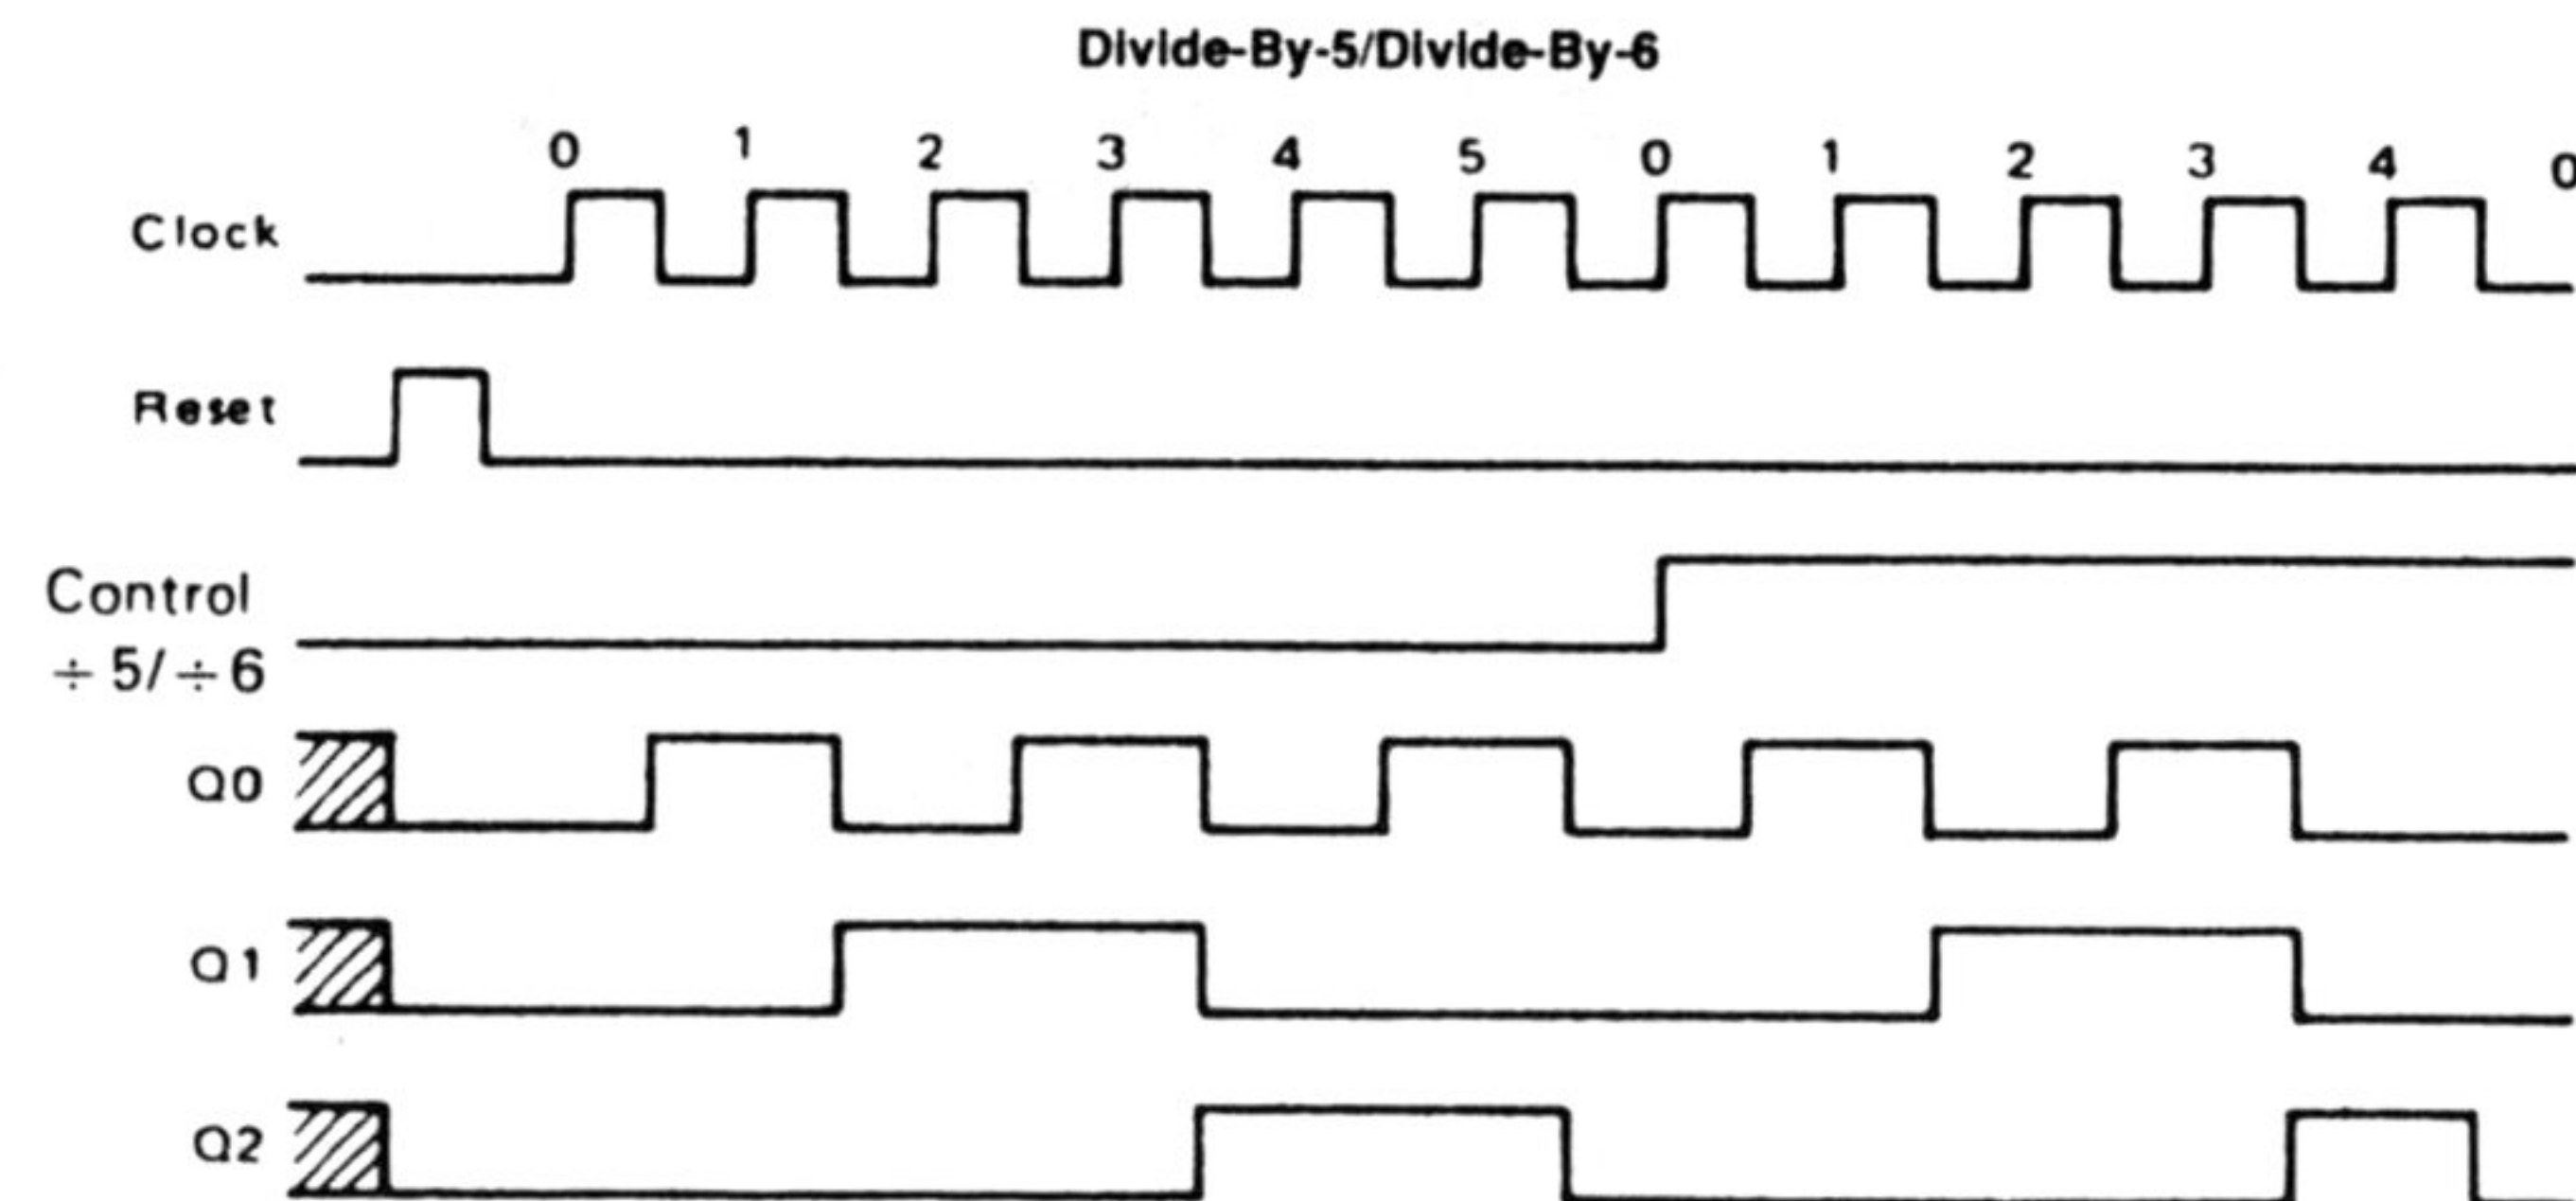 Divide-By-5/Divide-By-6
0 1 2 3 4 5 0 1 2 3 4 0
Clock
Reset
Control
÷ 5/÷ 6
Q0
Q1
Q2